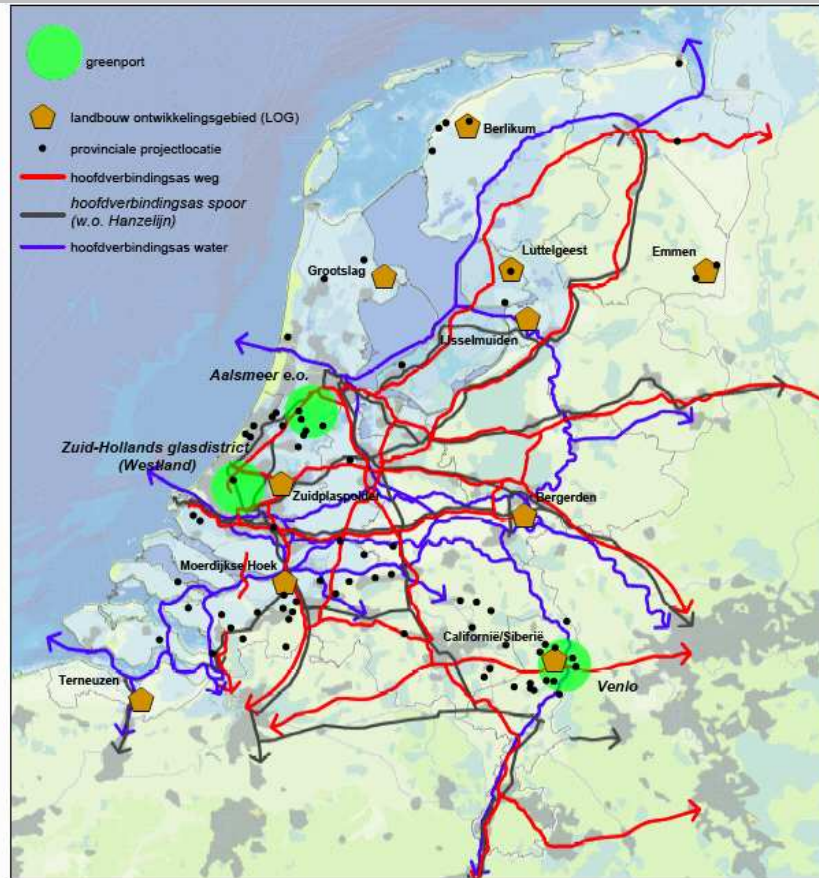 greenport
landbouw ontwikkelingsgebied (LOG)
provinciale projectlocatie
hoofdverbindingsas weg
hoofdverbindingsas spoor
(w.o. Hanzelijn)
hoofdverbindingsas water
Berlikum
Grootslag
Luttelgeest
Emmen
IJsselmuiden
Aalsmeer e.o.
Zuid-Hollands glasdistrict
(Westland)
Zuidplaspolder
Bergerden
Moerdijkse Hoek
Californië/Siberië
Terneuzen
Venlo